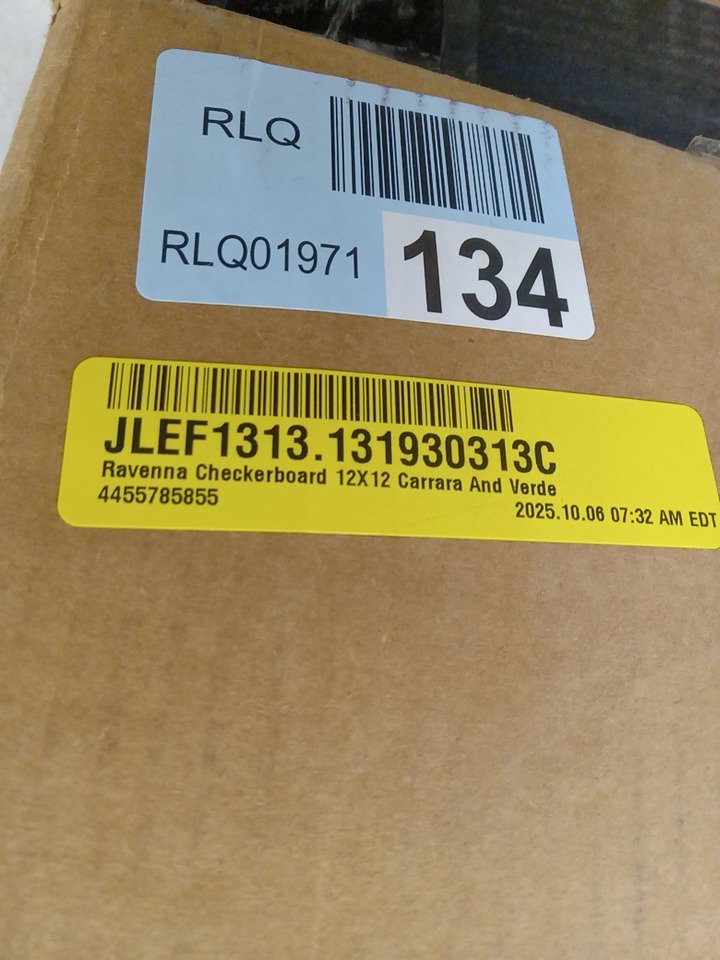 RLQ
RLQ01971
134
JLEF1313.131930313C
Ravenna Checkerboard 12X12 Carrara And Verde
4455785855
2025.10.06 07:32 AM EDT